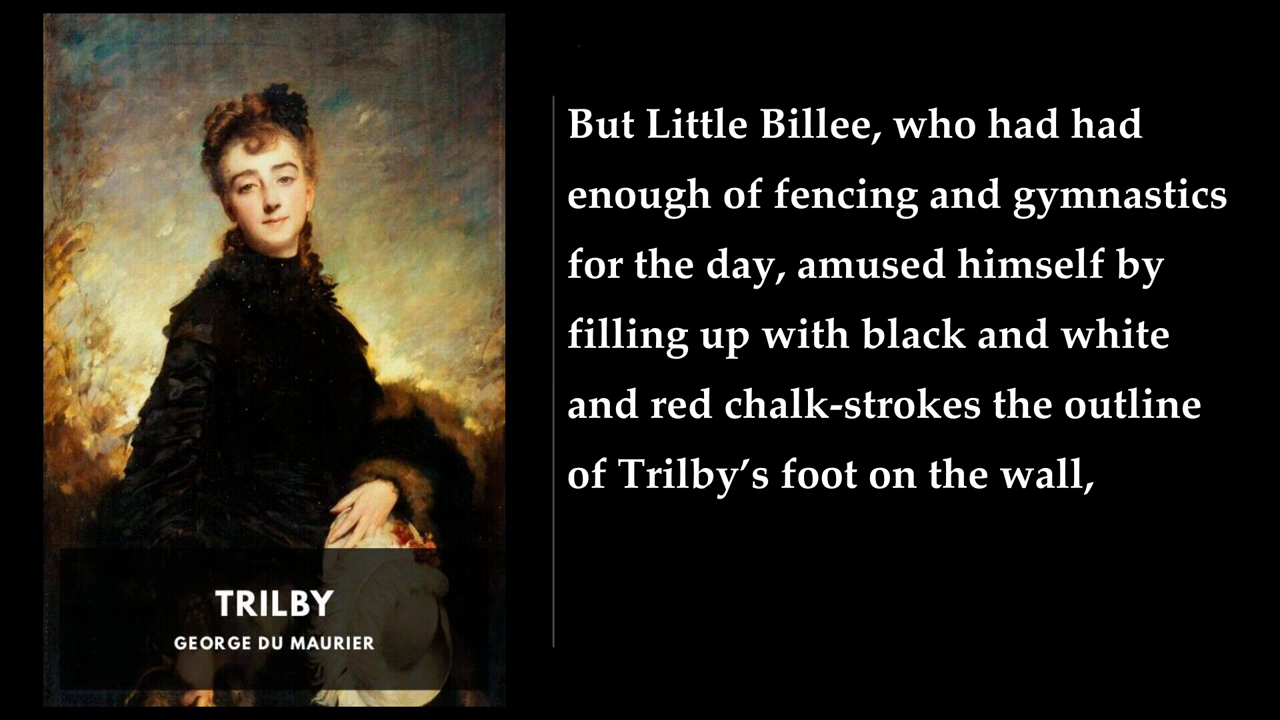 But Little Billee, who had had
enough of fencing and gymnastics
for the day, amused himself by
filling up with black and white
and red chalk-strokes the outline
of Trilby’s foot on the wall,
TRILBY
GEORGE DU MAURIER